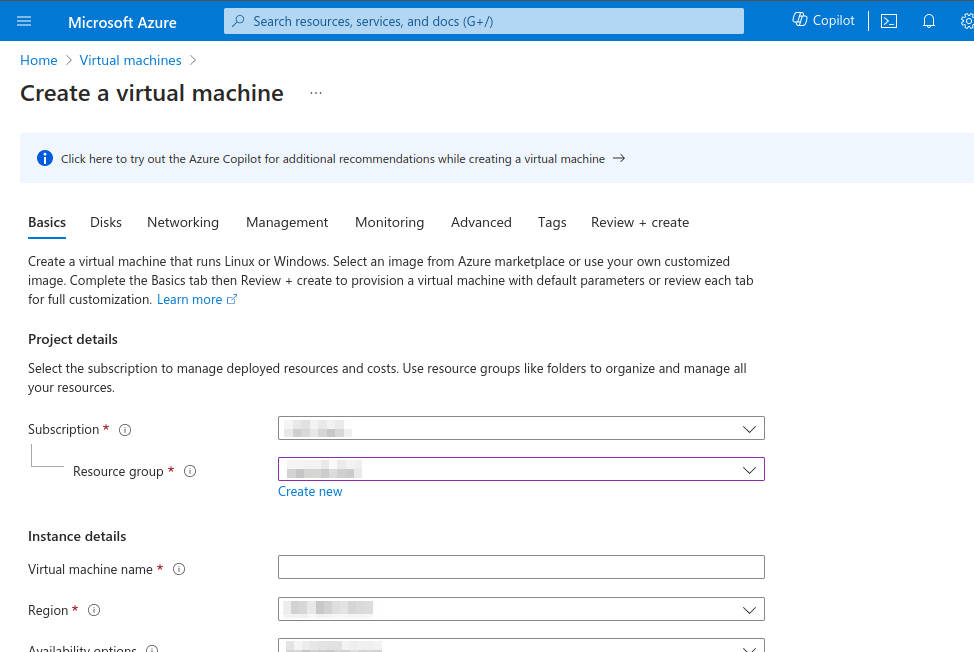 Microsoft Azure
Search resources, services, and docs (G+/)
Copilot
Home > Virtual machines >
Create a virtual machine ...
Click here to try out the Azure Copilot for additional recommendations while creating a virtual machine →
Basics Disks Networking Management Monitoring Advanced Tags Review + create
Create a virtual machine that runs Linux or Windows. Select an image from Azure marketplace or use your own customized
image. Complete the Basics tab then Review + create to provision a virtual machine with default parameters or review each tab
for full customization. Learn more
Project details
Select the subscription to manage deployed resources and costs. Use resource groups like folders to organize and manage all
your resources.
Subscription *
Resource group *
Create new
Instance details
Virtual machine name *
Region *
Availability options